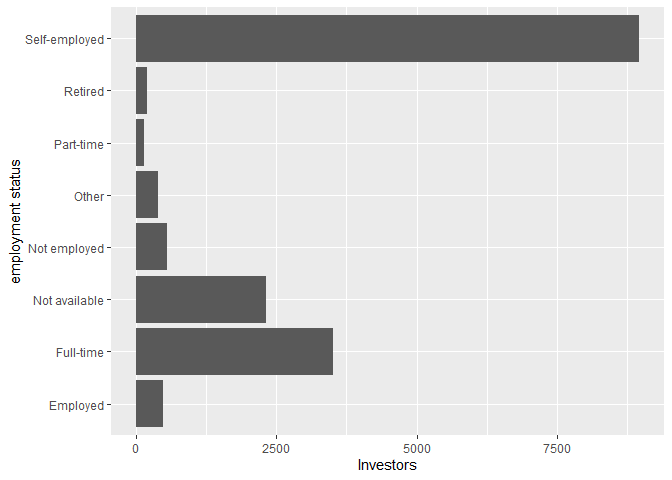 Self-employed
Retired
Part-time
Other
Not employed
Not available
Full-time
Employed
employment status
0 2500 5000 7500
Investors